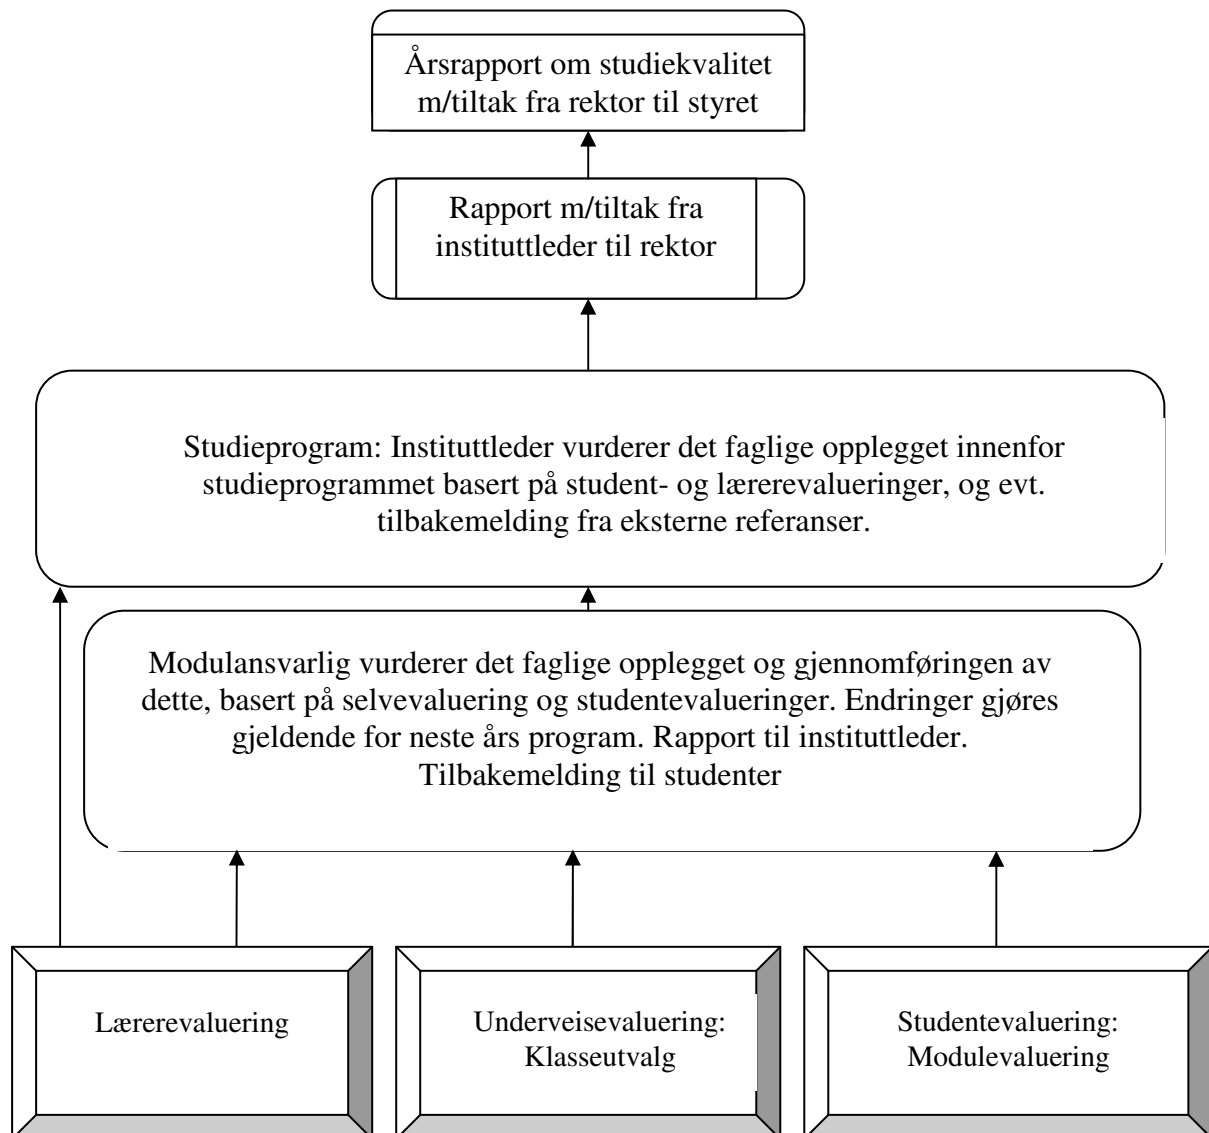 Årsrapport om studiekvalitet
m/tiltak fra rektor til styret
Rapport m/tiltak fra
instituttleder til rektor
Studieprogram: Instituttleder vurderer det faglige opplegget innenfor
studieprogrammet basert på student- og lærerevalueringer, og evt.
tilbakemelding fra eksterne referanser.
Modulansvarlig vurderer det faglige opplegget og gjennomføringen av
dette, basert på selvevaluering og studentevalueringer. Endringer gjøres
gjeldende for neste års program. Rapport til instituttleder.
Tilbakemelding til studenter
Lærerevaluering
Underveisevaluering:
Klasseutvalg
Studentevaluering:
Modulevaluering